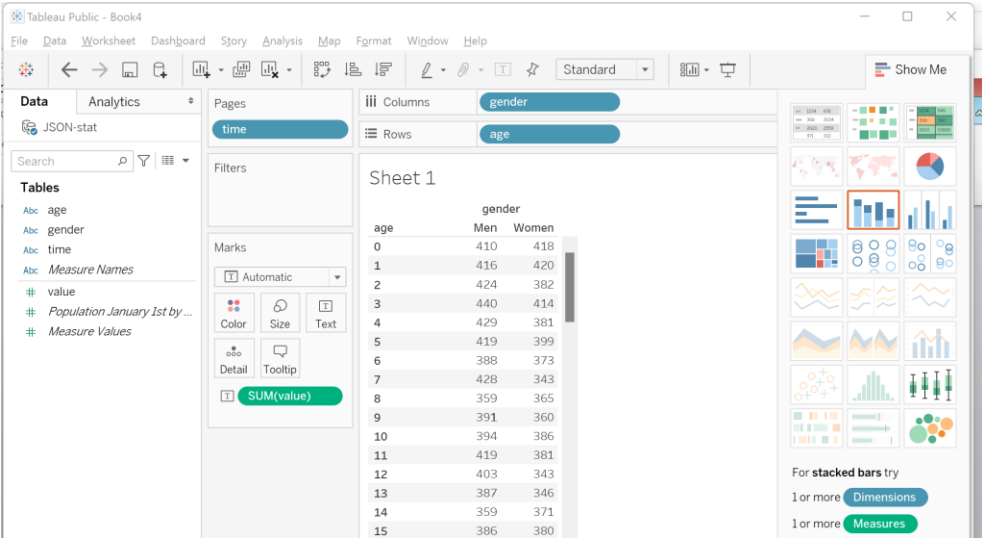 Tableau Public - Book4
File Data Worksheet Dashboard Story Analysis Map Format Window Help
Standard
Show Me
Data Analytics
JSON-stat
Search
Tables
Abc age
Abc gender
Abc time
Abc Measure Names
# value
# Population January 1st by ...
# Measure Values
Pages
time
Filters
Marks
T Automatic
Color Size Text
Detail Tooltip
T SUM(value)
iii Columns gender
Rows age
Sheet 1
gender
age Men Women
0 410 418
1 416 420
2 424 382
3 440 414
4 429 381
5 419 399
6 388 373
7 428 343
8 359 365
9 391 360
10 394 386
11 419 381
12 403 343
13 387 346
14 359 371
15 386 380
For stacked bars try
1 or more Dimensions
1 or more Measures